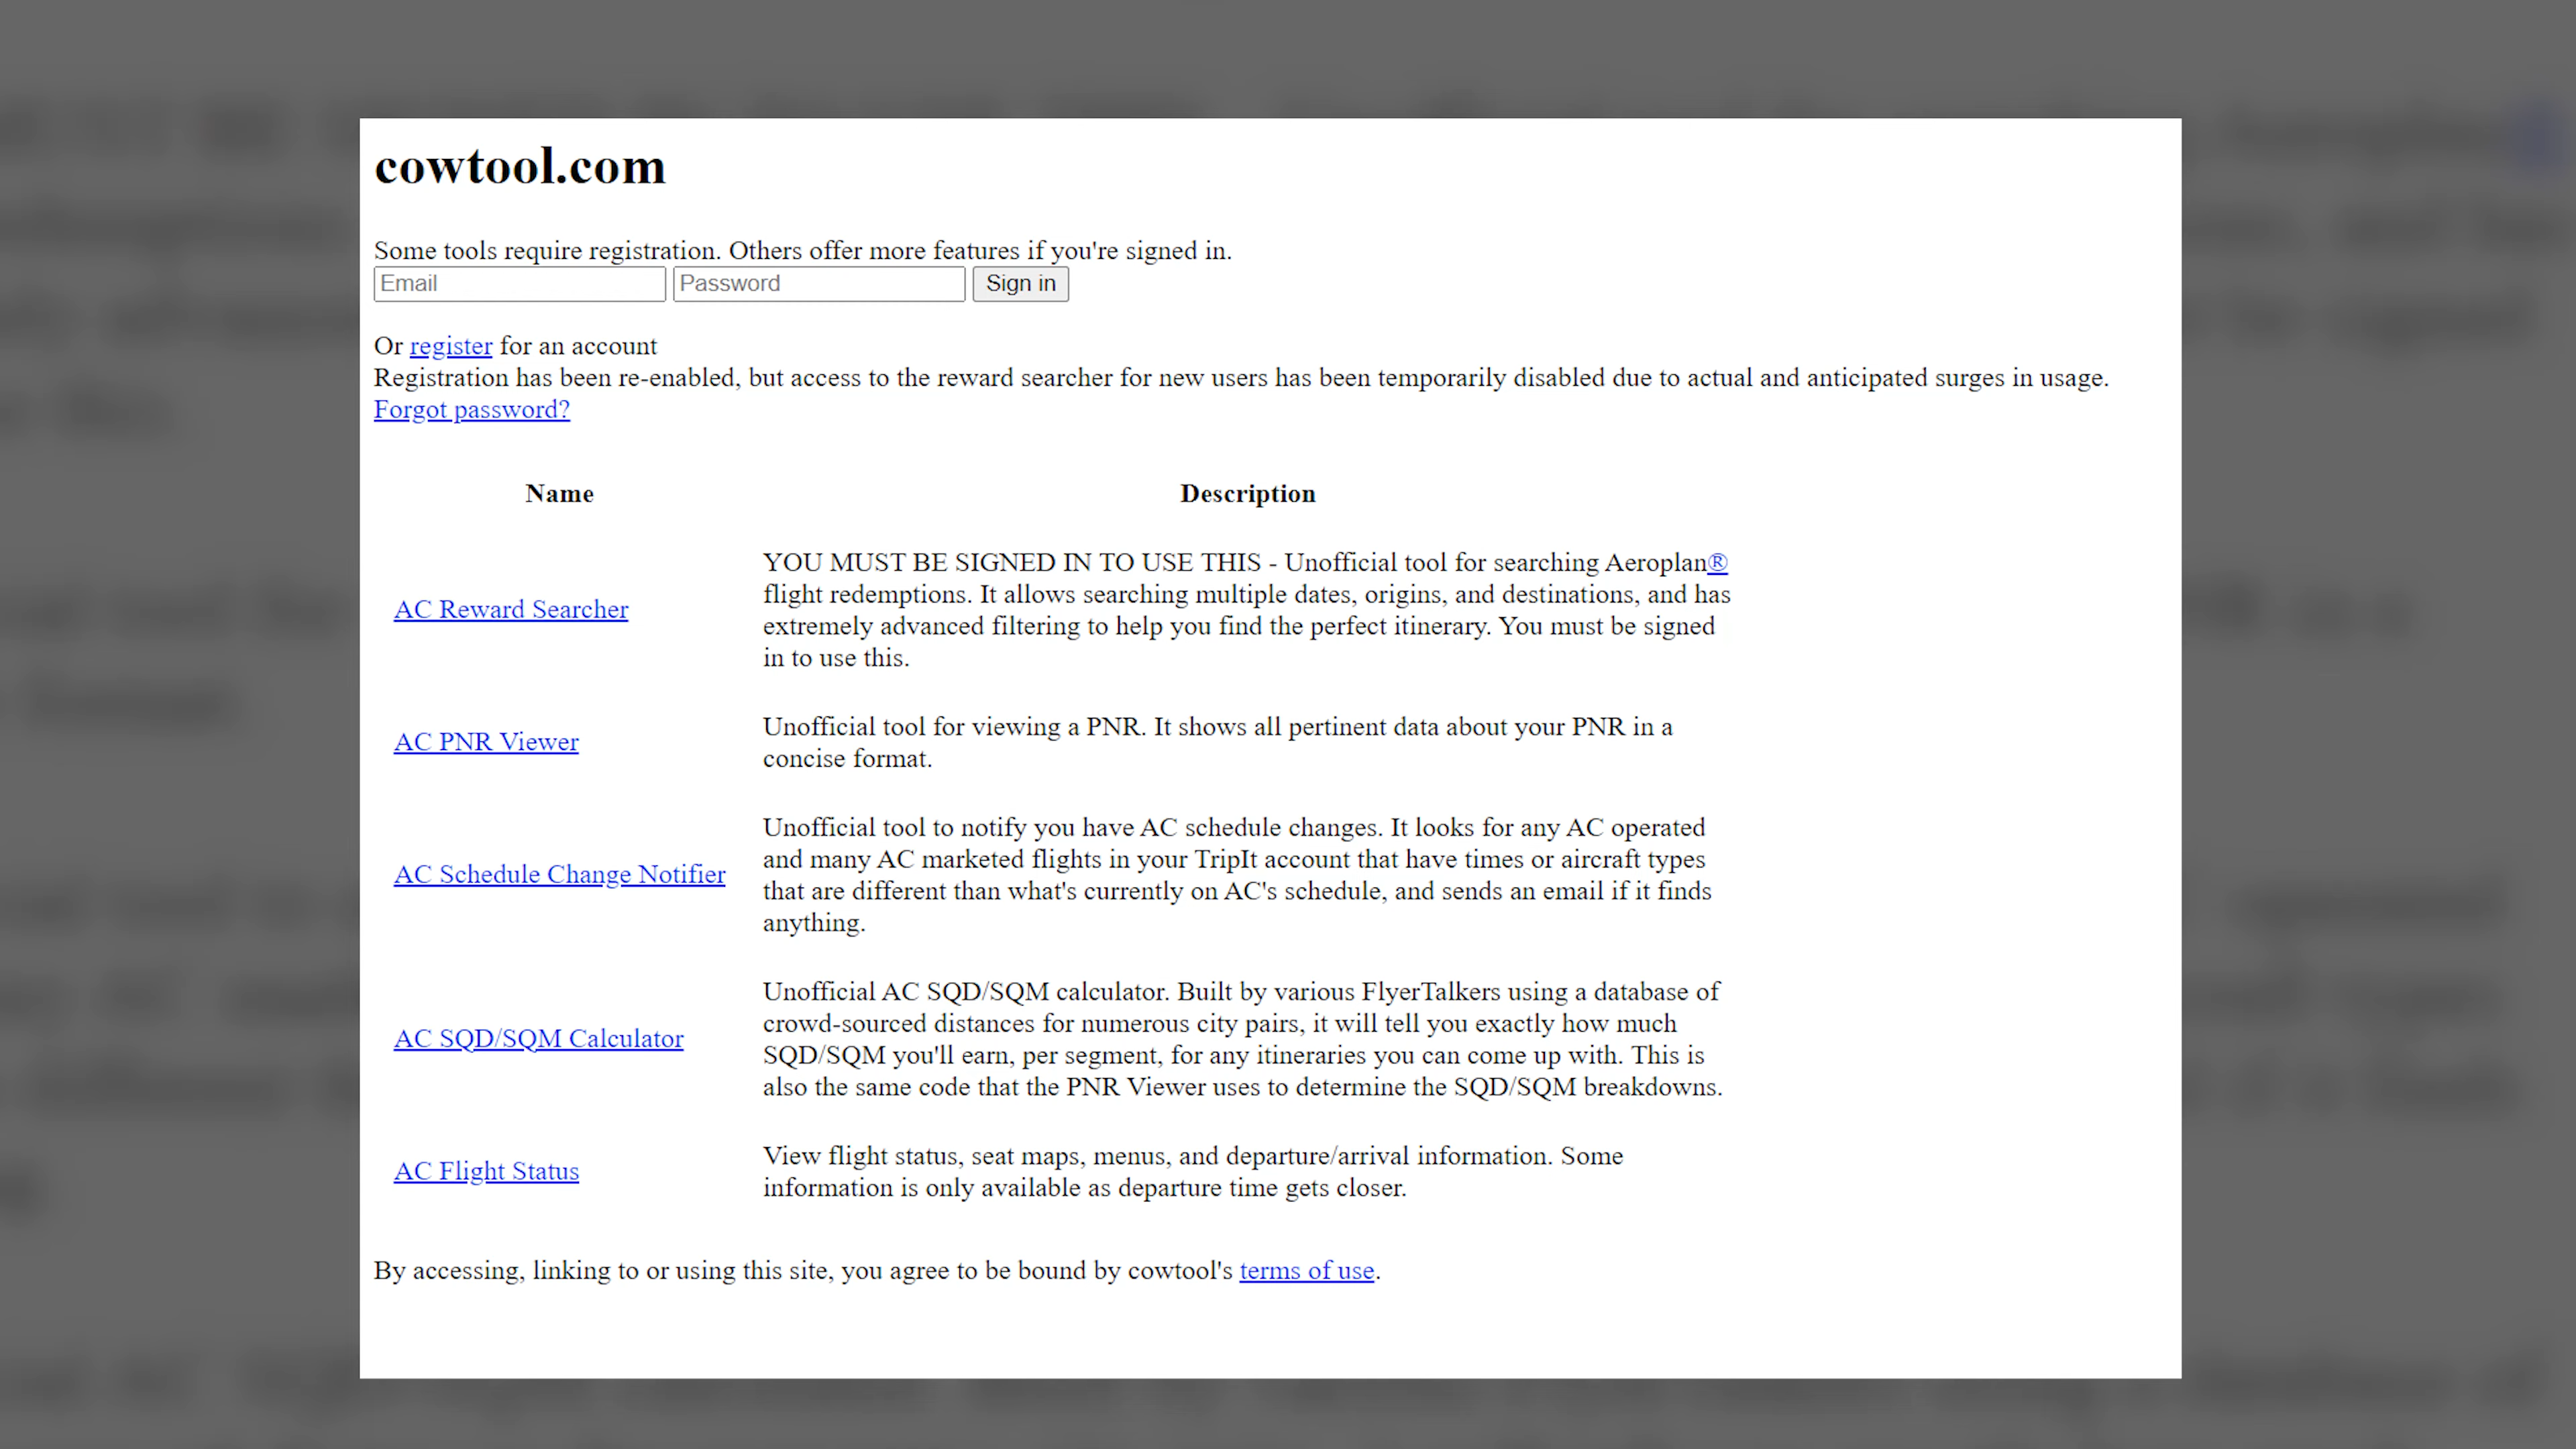 cowtool.com
Some tools require registration. Others offer more features if you're signed in.
Email Password Sign in
Or register for an account
Registration has been re-enabled, but access to the reward searcher for new users has been temporarily disabled due to actual and anticipated surges in usage.
Forgot password?
Name Description
AC Reward Searcher
YOU MUST BE SIGNED IN TO USE THIS - Unofficial tool for searching Aeroplan®
flight redemptions. It allows searching multiple dates, origins, and destinations, and has
extremely advanced filtering to help you find the perfect itinerary. You must be signed
in to use this.
AC PNR Viewer
Unofficial tool for viewing a PNR. It shows all pertinent data about your PNR in a
concise format.
AC Schedule Change Notifier
Unofficial tool to notify you have AC schedule changes. It looks for any AC operated
and many AC marketed flights in your TripIt account that have times or aircraft types
that are different than what's currently on AC's schedule, and sends an email if it finds
anything.
AC SQD/SQM Calculator
Unofficial AC SQD/SQM calculator. Built by various FlyerTalkers using a database of
crowd-sourced distances for numerous city pairs, it will tell you exactly how much
SQD/SQM you'll earn, per segment, for any itineraries you can come up with. This is
also the same code that the PNR Viewer uses to determine the SQD/SQM breakdowns.
AC Flight Status
View flight status, seat maps, menus, and departure/arrival information. Some
information is only available as departure time gets closer.
By accessing, linking to or using this site, you agree to be bound by cowtool's terms of use.